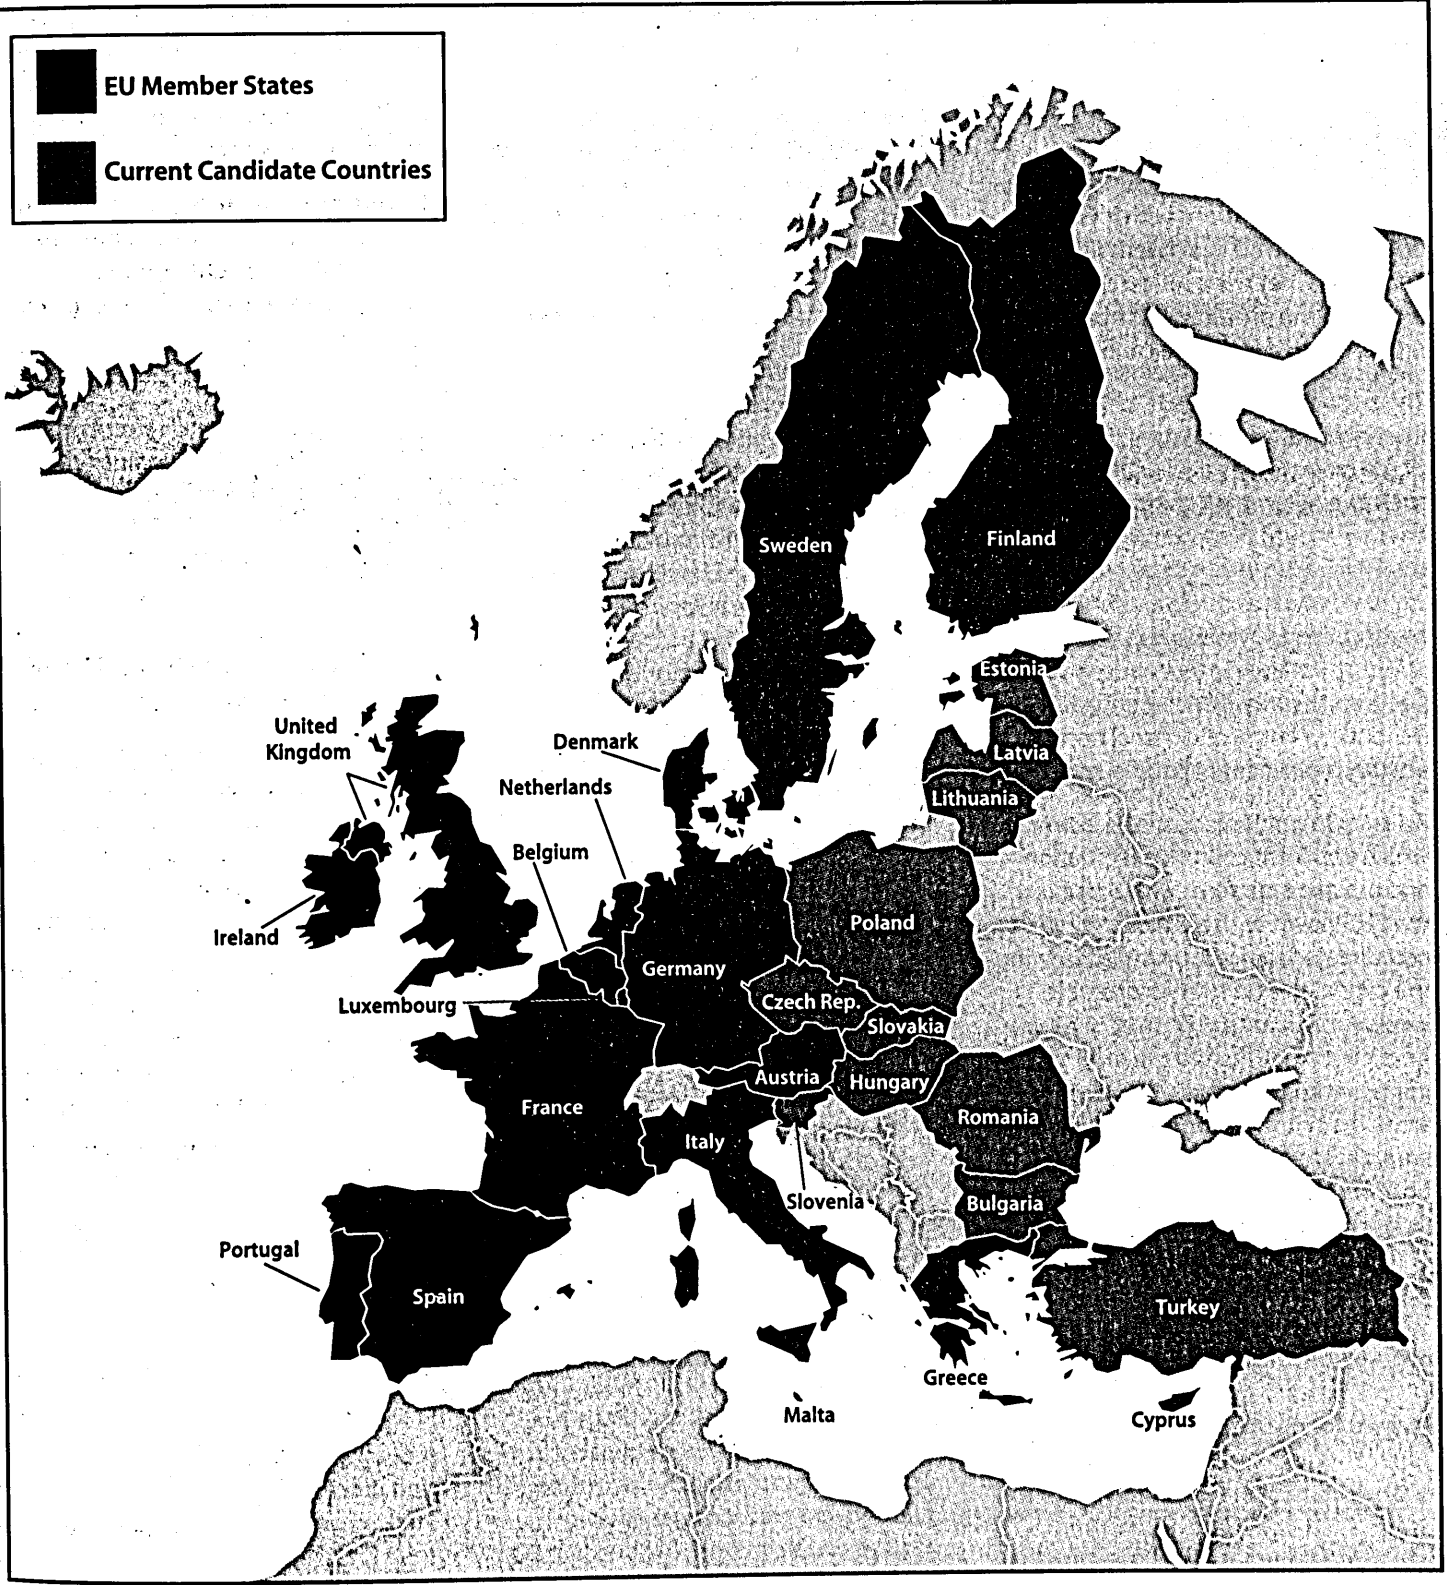 EU Member States
Current Candidate Countries
Sweden
Finland
Estonia
United
Kingdom
Denmark
Latvia
Netherlands
Lithuania
Belgium
Poland
Ireland
Germany
Czech Rep.
Luxembourg
Slovakia
Austria
Hungary
France
Romania
Italy
Slovenia
Bulgaria
Portugal
Spain
Turkey
Greece
Malta
Cyprus